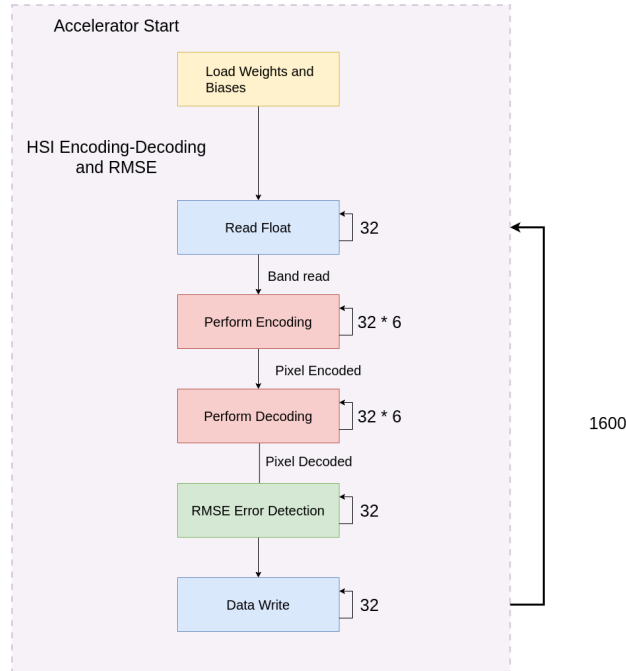 Accelerator Start
Load Weights and
Biases
HSI Encoding-Decoding
and RMSE
Read Float
32
Band read
Perform Encoding
32 * 6
Pixel Encoded
Perform Decoding
32 * 6
1600
Pixel Decoded
RMSE Error Detection
32
Data Write
32